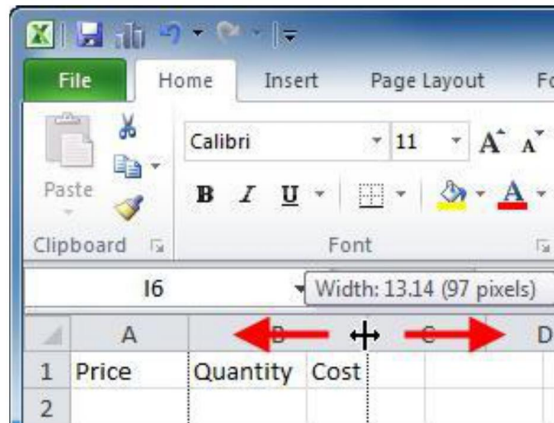 File Home Insert Page Layout Fo
Calibri 11 A A
Paste B I U A
Clipboard Font
I6 Width: 13.14 (97 pixels)
A B C D
1 Price Quantity Cost
2